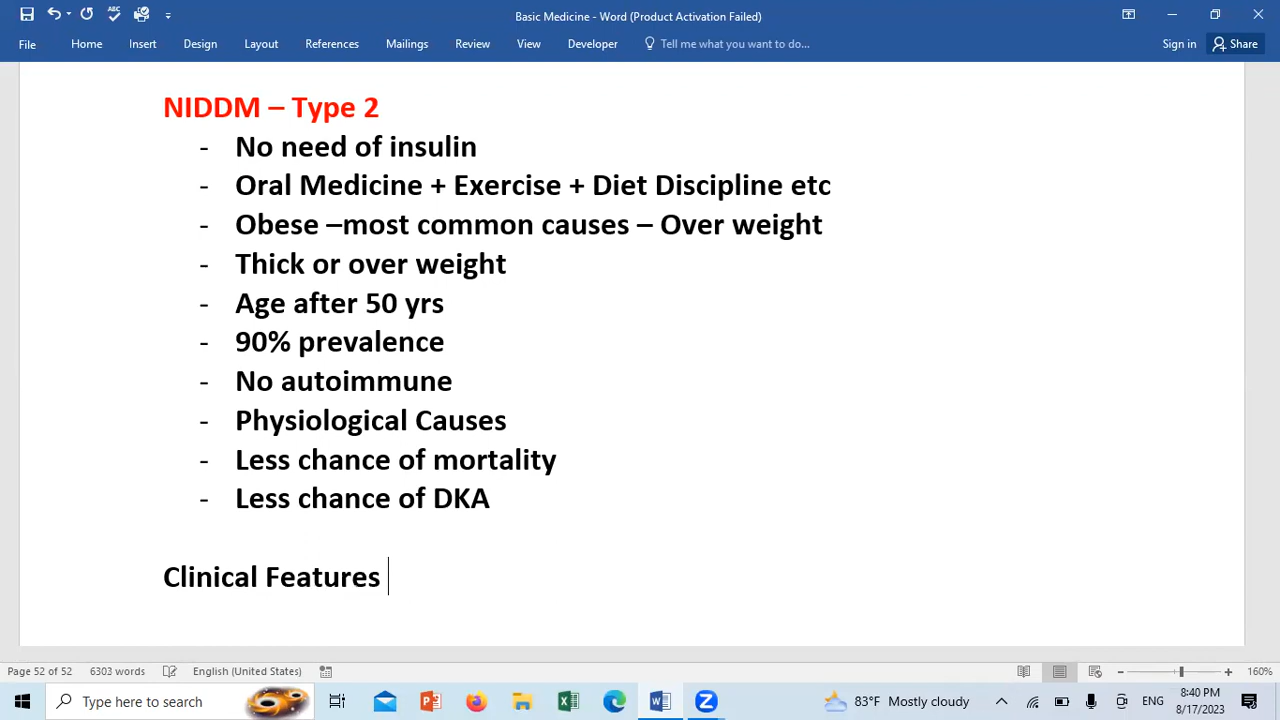 Basic Medicine - Word (Product Activation Failed)
File Home Insert Design Layout References Mailings Review View Developer Tell me what you want to do... Sign in Share
NIDDM – Type 2
- No need of insulin
- Oral Medicine + Exercise + Diet Discipline etc
- Obese –most common causes – Over weight
- Thick or over weight
- Age after 50 yrs
- 90% prevalence
- No autoimmune
- Physiological Causes
- Less chance of mortality
- Less chance of DKA
Clinical Features
Page 52 of 52 6303 words English (United States) 160%
Type here to search 83°F Mostly cloudy ENG 8:40 PM
8/17/2023